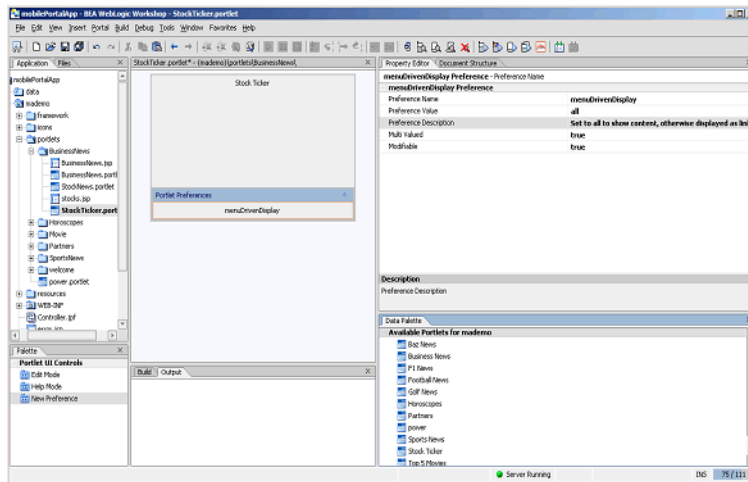 mobilePortalApp - BEA WebLogic Workshop - StockTicker.portlet
File Edit View Insert Portal Build Debug Tools Window Favorites Help
Application Files
mobilePortalApp
data
mademo
framework
icons
portlets
BusinessNews
BusinessNews.jsp
BusinessNews.portl
StockNews.portlet
stocks.jsp
StockTicker.port
Horoscopes
Movie
Partners
SportsNews
welcome
power.portlet
resources
WEB-INF
Controller.jpf
error.jsp
Palette
Portlet UI Controls
Edit Mode
Help Mode
New Preference
StockTicker.portlet* - {mademo}\portlets\BusinessNews\
Stock Ticker
Portlet Preferences
menuDrivenDisplay
Build Output
Property Editor Document Structure
menuDrivenDisplay Preference - Preference Name
menuDrivenDisplay Preference
Preference Name menuDrivenDisplay
Preference Value all
Preference Description Set to all to show content, otherwise displayed as lin
Multi Valued true
Modifiable true
Description
Preference Description
Data Palette
Available Portlets for mademo
Baz News
Business News
F1 News
Football News
Golf News
Horoscopes
Partners
power
Sports News
Stock Ticker
Top 5 Movies
Server Running
INS 75 / 111